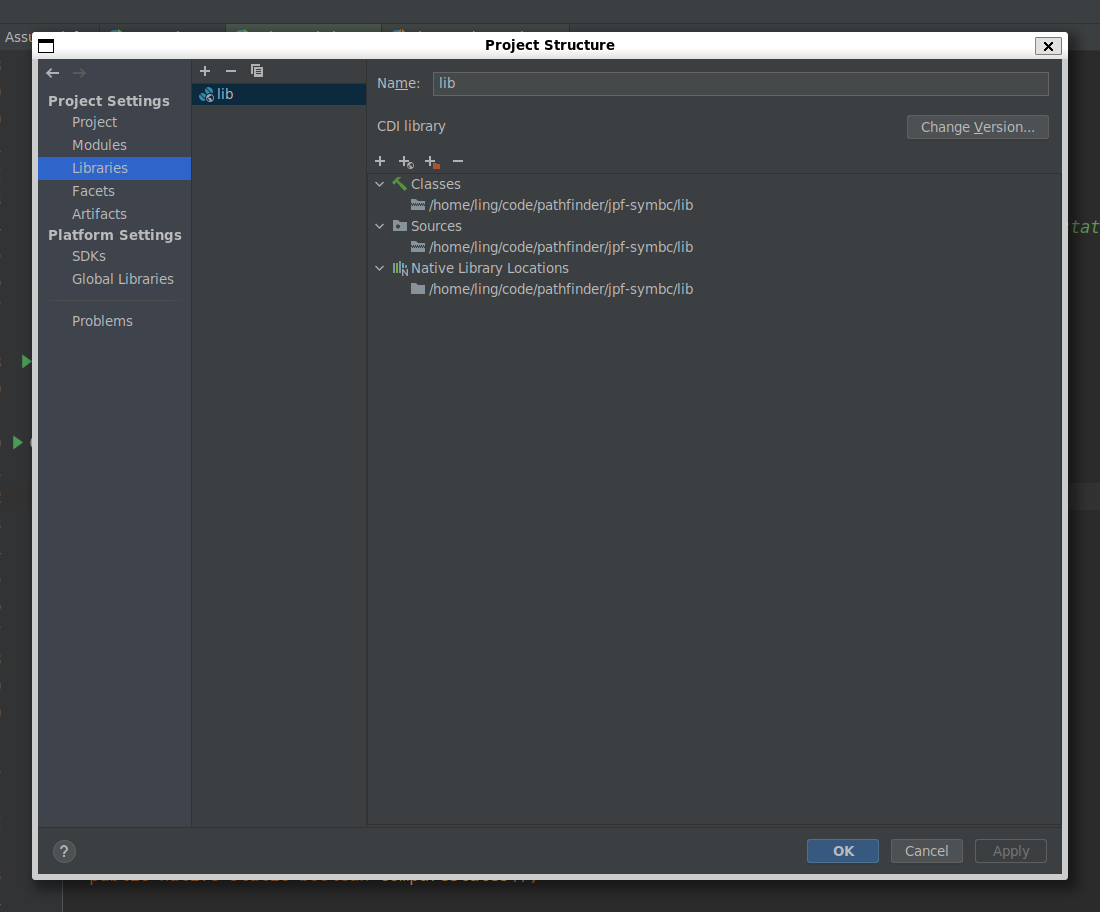 Project Structure
Project Settings
Project
Modules
Libraries
Facets
Artifacts
Platform Settings
SDKs
Global Libraries
Problems
lib
Name: lib
CDI library
Change Version...
Classes
/home/ling/code/pathfinder/jpf-symbc/lib
Sources
/home/ling/code/pathfinder/jpf-symbc/lib
Native Library Locations
/home/ling/code/pathfinder/jpf-symbc/lib
?
OK
Cancel
Apply